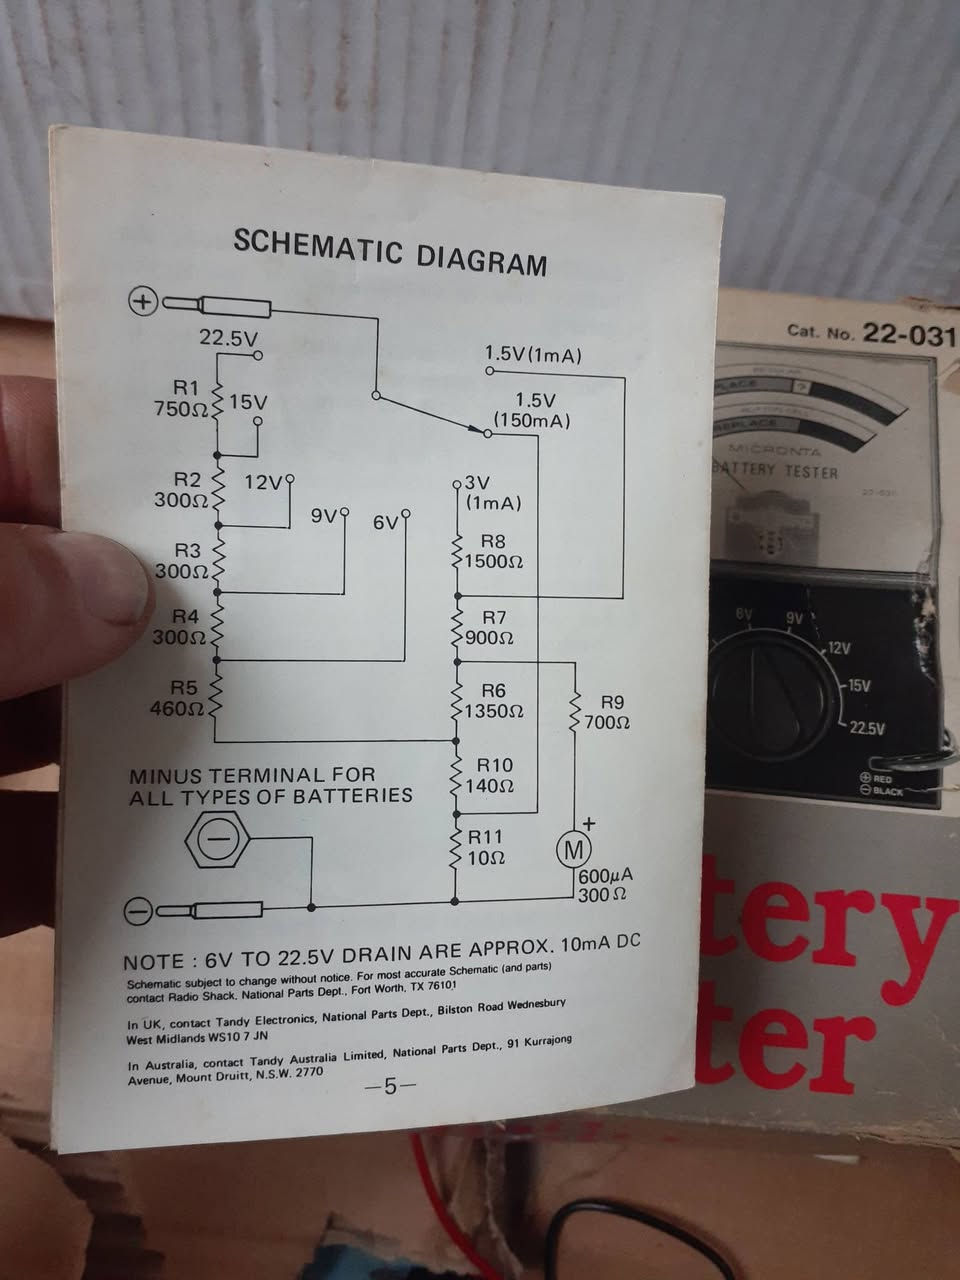 SCHEMATIC DIAGRAM
+
22.5V
R1
750Ω
15V
R2
300Ω
12V
9V
6V
R3
300Ω
R4
300Ω
R5
460Ω
1.5V(1mA)
1.5V
(150mA)
3V
(1mA)
R8
1500Ω
R7
900Ω
R6
1350Ω
R9
700Ω
R10
140Ω
R11
10Ω
+
M
600μA
300Ω
MINUS TERMINAL FOR
ALL TYPES OF BATTERIES
−
−
NOTE : 6V TO 22.5V DRAIN ARE APPROX. 10mA DC
Schematic subject to change without notice. For most accurate Schematic (and parts)
contact Radio Shack. National Parts Dept., Fort Worth, TX 76101
In UK, contact Tandy Electronics, National Parts Dept., Bilston Road Wednesbury
West Midlands WS10 7 JN
In Australia, contact Tandy Australia Limited, National Parts Dept., 91 Kurrajong
Avenue, Mount Druitt, N.S.W. 2770
—5—
Cat. No. 22-031
?
REPLACE
MICRONTA
BATTERY TESTER
6V
9V
12V
15V
22.5V
⊕ RED
⊖ BLACK
tery
ter